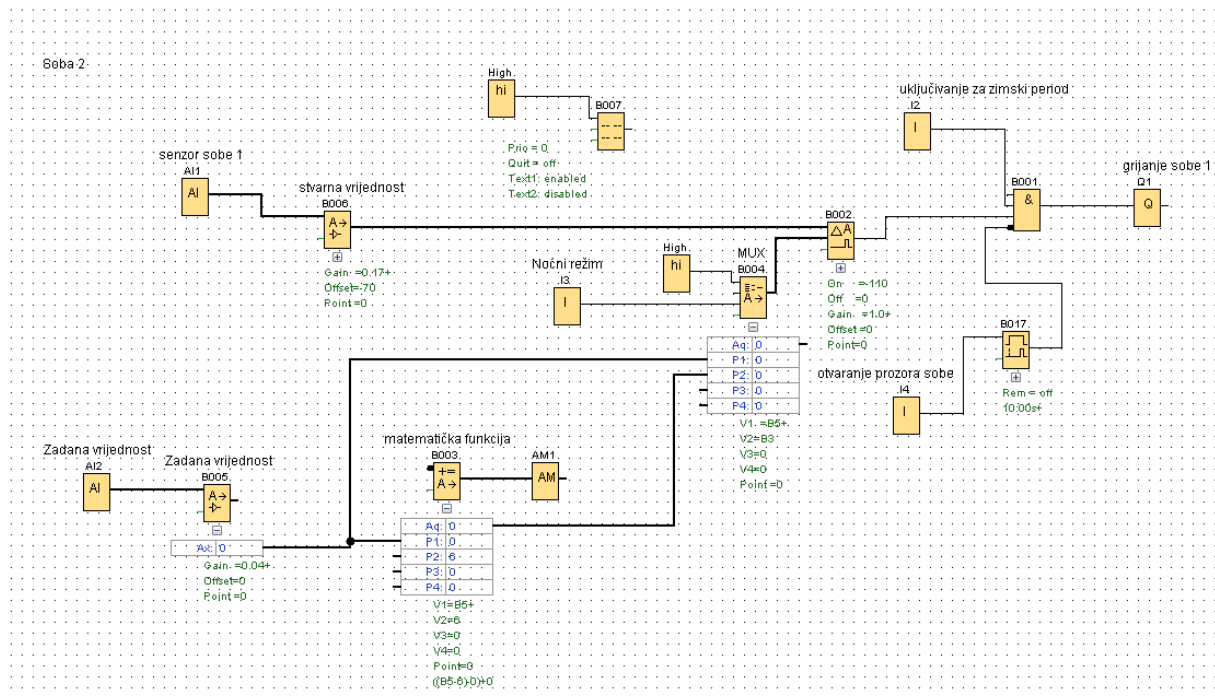 Soba 2
High
hi
B007
Prio = 0
Quit = off
Text1: enabled
Text2: disabled
uključivanje za zimski period
I2
I
senzor sobe 1
AI1
AI
stvarna vrijednost
B006
A→
Gain =0.17+
Offset=-70
Point =0
grijanje sobe 1
B001
&
Q1
Q
B002
ΔA
On =-110
Off =0
Gain =1.0+
Offset=0
Point=0
High
hi
MUX
B004
A→
Noćni režim
I3
I
Aq: 0
P1: 0
P2: 0
P3: 0
P4: 0
V1 =B5+
V2=B3
V3=0
V4=0
Point =0
B017
Rem = off
10:00s+
otvaranje prozora sobe
I4
I
Zadana vrijednost
AI2
AI
Zadana vrijednost
B005
A→
Ax: 0
Gain =0.04+
Offset=0
Point =0
matematička funkcija
B003
+=
A→
AM1
AM
Aq: 0
P1: 0
P2: 6
P3: 0
P4: 0
V1=B5+
V2=6
V3=0
V4=0
Point=0
((B5-6)-0)+0